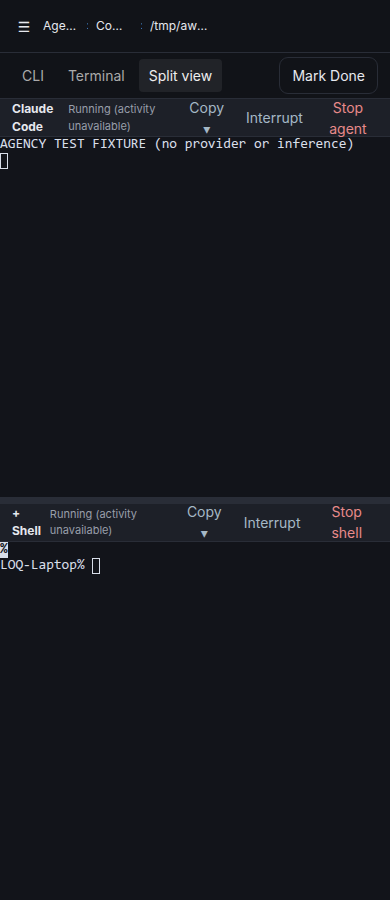 ☰ Age... : Co... : /tmp/aw...
CLI Terminal Split view Mark Done
Claude Code Running (activity unavailable) Copy ▼ Interrupt Stop agent
AGENCY TEST FIXTURE (no provider or inference)
+ Shell Running (activity unavailable) Copy ▼ Interrupt Stop shell
%
LOQ-Laptop%